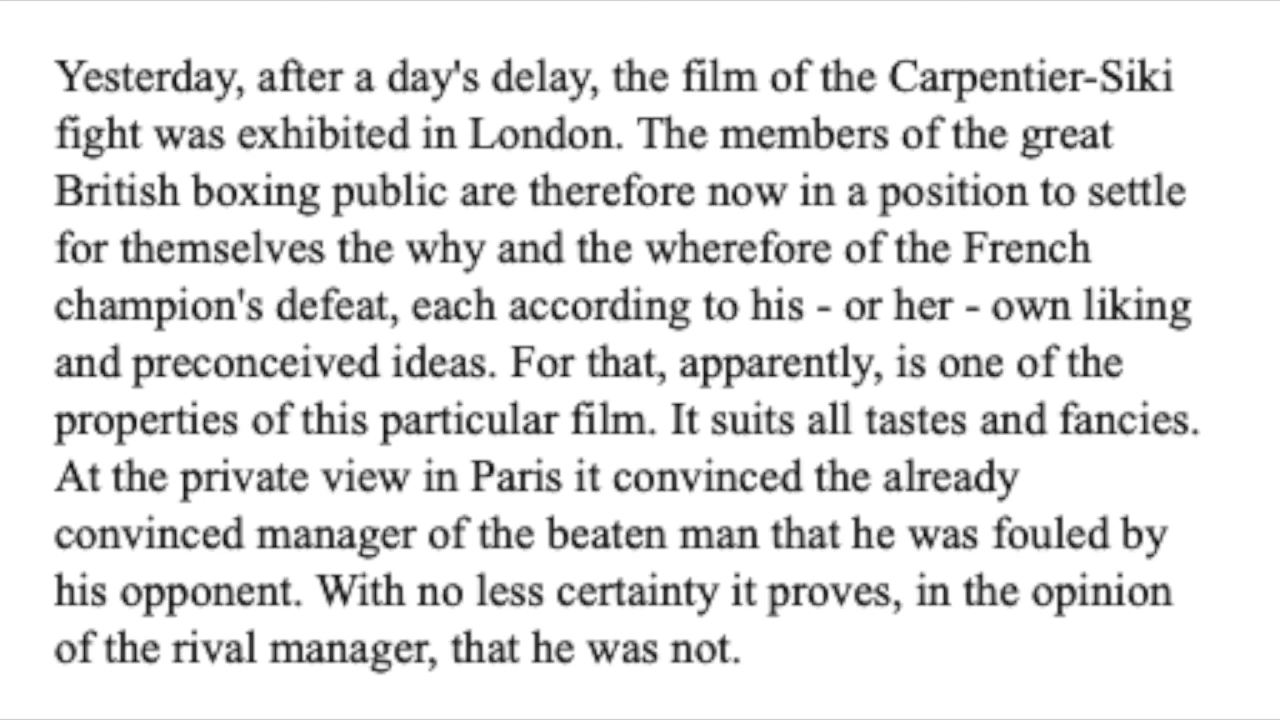 Yesterday, after a day's delay, the film of the Carpentier-Siki
fight was exhibited in London. The members of the great
British boxing public are therefore now in a position to settle
for themselves the why and the wherefore of the French
champion's defeat, each according to his - or her - own liking
and preconceived ideas. For that, apparently, is one of the
properties of this particular film. It suits all tastes and fancies.
At the private view in Paris it convinced the already
convinced manager of the beaten man that he was fouled by
his opponent. With no less certainty it proves, in the opinion
of the rival manager, that he was not.